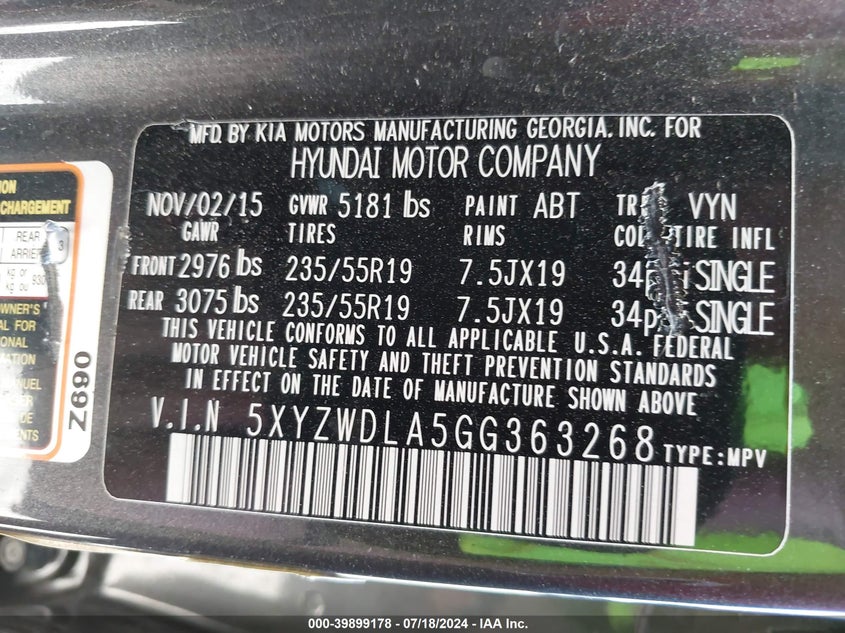 MFD. BY KIA MOTORS MANUFACTURING GEORGIA, INC. FOR
HYUNDAI MOTOR COMPANY
NOV/02/15 GVWR 5181 lbs PAINT ABT VYN
GAWR TIRES RIMS TIRE INFL
FRONT 2976 lbs 235/55R19 7.5JX19 SINGLE
REAR 3075 lbs 235/55R19 7.5JX19 SINGLE
THIS VEHICLE CONFORMS TO ALL APPLICABLE U.S.A. FEDERAL
MOTOR VEHICLE SAFETY AND THEFT PREVENTION STANDARDS
IN EFFECT ON THE DATE OF MANUFACTURE SHOWN ABOVE
V.I.N 5XYZWDLA5GG363268 TYPE:MPV
CHARGEMENT
REAR
kg or
kg ou
Z690
000-39899178 - 07/18/2024 - IAA Inc.